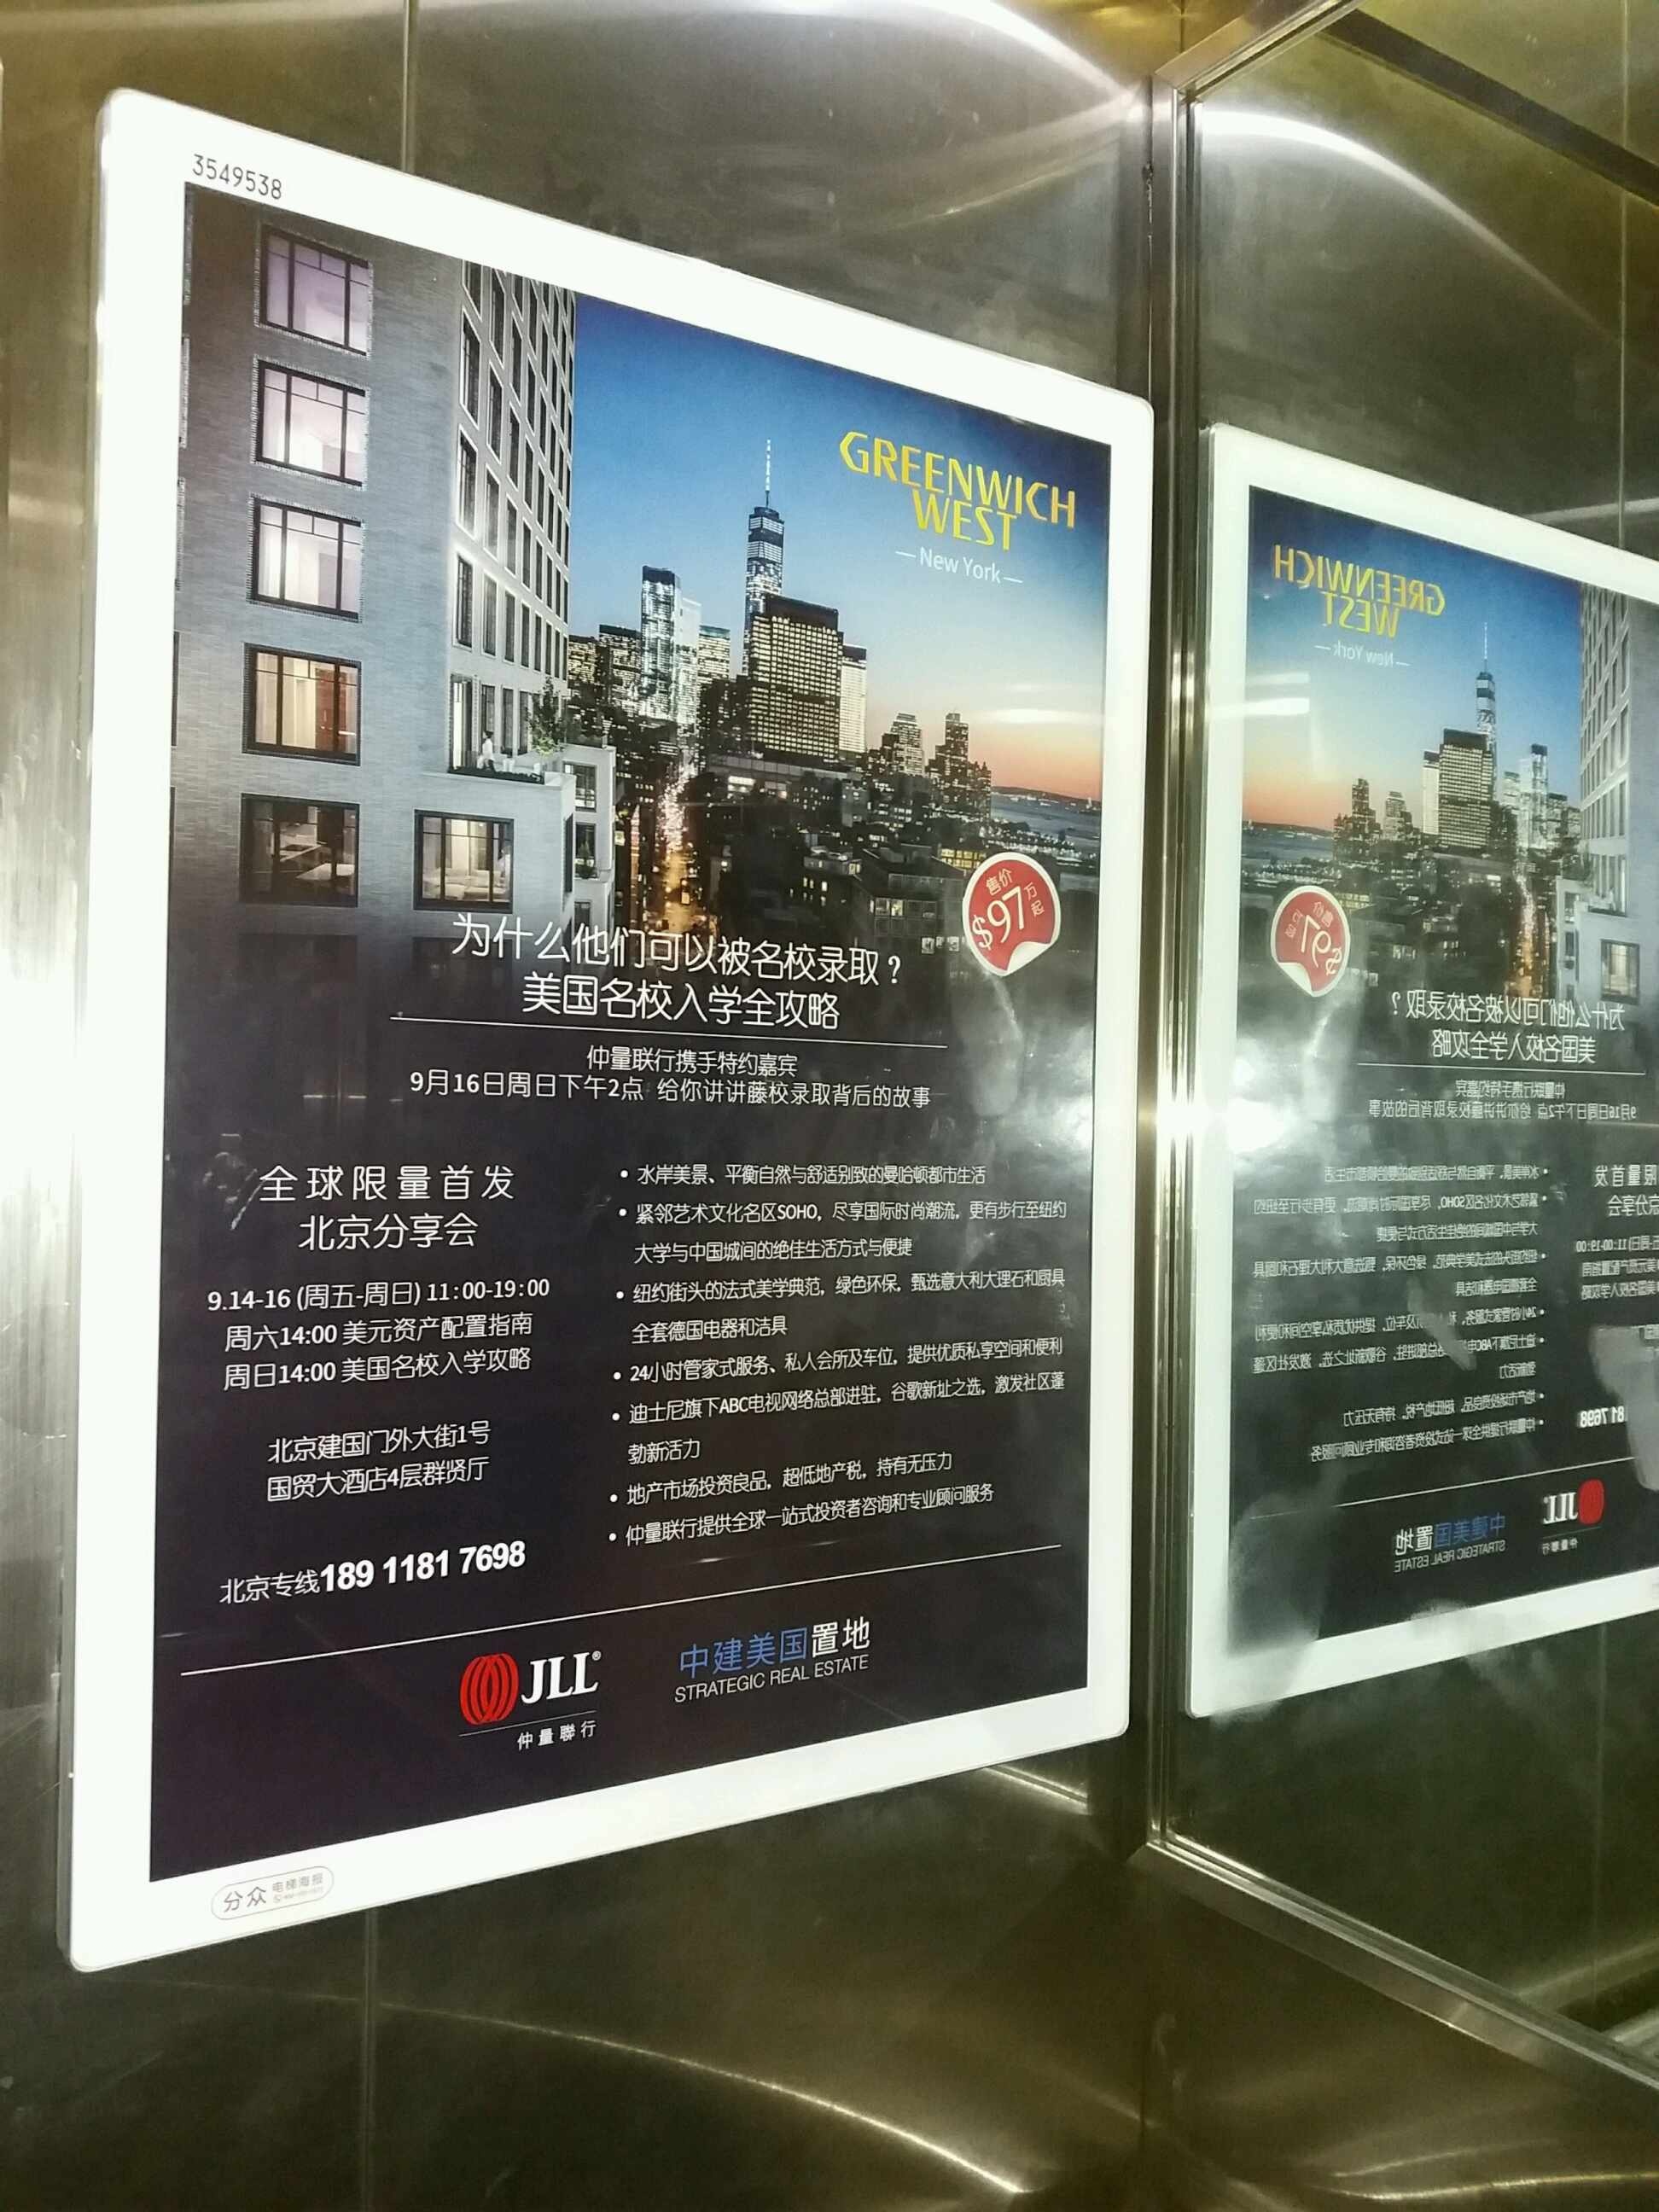 3549538
GREENWICH
WEST
— New York —
售价
$97万起
为什么他们可以被名校录取？
美国名校入学全攻略
仲量联行携手特约嘉宾
9月16日周日下午2点 给你讲讲藤校录取背后的故事
全球限量首发
北京分享会
9.14-16 (周五-周日) 11:00-19:00
周六14:00 美元资产配置指南
周日14:00 美国名校入学攻略
北京建国门外大街1号
国贸大酒店4层群贤厅
北京专线189 1181 7698
• 水岸美景、平衡自然与舒适别致的曼哈顿都市生活
• 紧邻艺术文化名区SOHO，尽享国际时尚潮流，更有步行至纽约
大学与中国城间的绝佳生活方式与便捷
• 纽约街头的法式美学典范，绿色环保，甄选意大利大理石和厨具
全套德国电器和洁具
• 24小时管家式服务、私人会所及车位，提供优质私享空间和便利
• 迪士尼旗下ABC电视网络总部进驻，谷歌新址之选，激发社区蓬
勃新活力
• 地产市场投资良品，超低地产税，持有无压力
• 仲量联行提供全球一站式投资者咨询和专业顾问服务
JLL®
仲量聯行
中建美国置地
STRATEGIC REAL ESTATE
分众 电梯海报